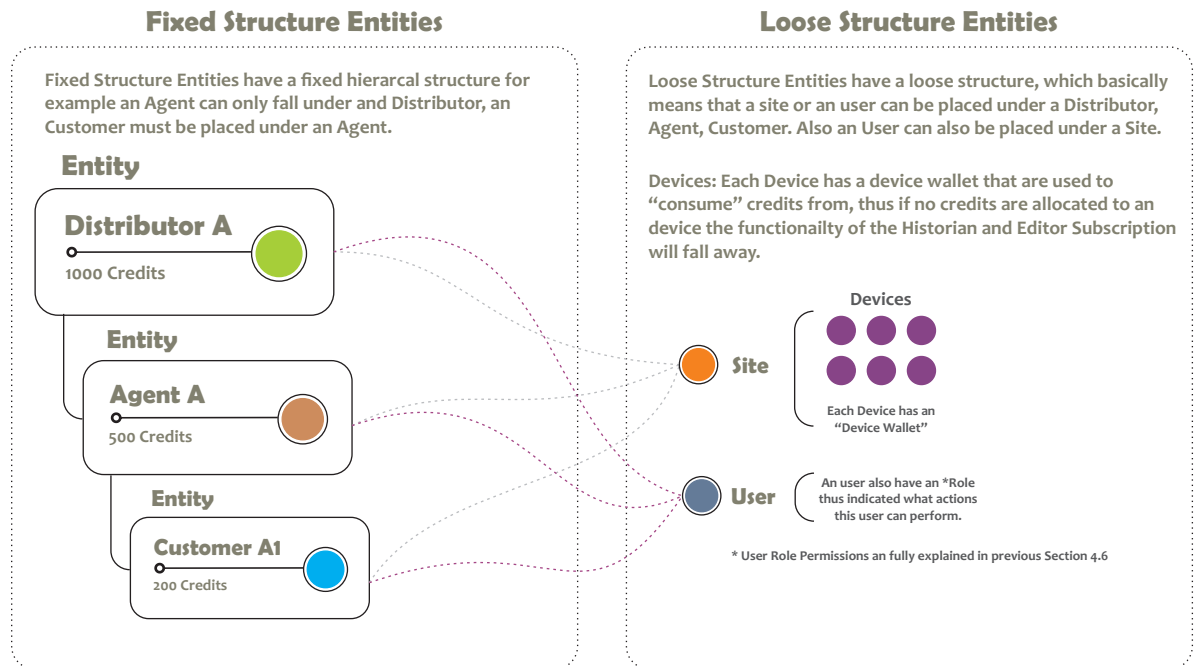 Fixed Structure Entities
Fixed Structure Entities have a fixed hierarcal structure for
example an Agent can only fall under and Distributor, an
Customer must be placed under an Agent.
Entity
Distributor A
1000 Credits
Entity
Agent A
500 Credits
Entity
Customer A1
200 Credits
Loose Structure Entities
Loose Structure Entities have a loose structure, which basically
means that a site or an user can be placed under a Distributor,
Agent, Customer. Also an User can also be placed under a Site.
Devices: Each Device has a device wallet that are used to
“consume” credits from, thus if no credits are allocated to an
device the functionailty of the Historian and Editor Subscription
will fall away.
Devices
Site
Each Device has an
“Device Wallet”
User
An user also have an *Role
thus indicated what actions
this user can perform.
* User Role Permissions an fully explained in previous Section 4.6